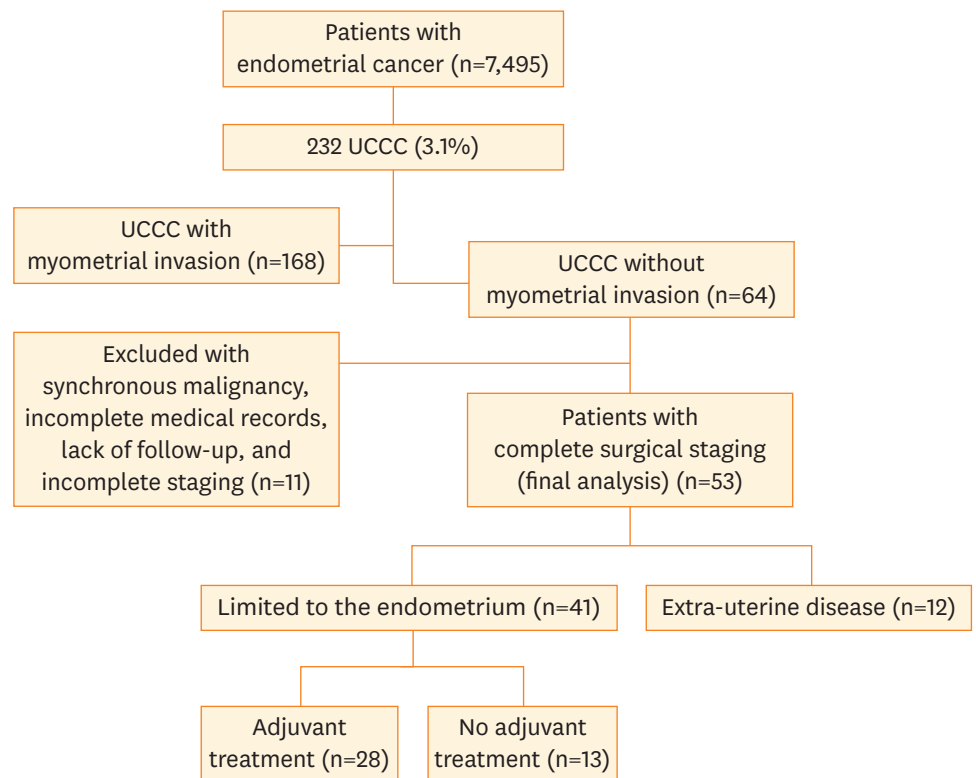 Patients with
endometrial cancer (n=7,495)
232 UCCC (3.1%)
UCCC with
myometrial invasion (n=168)
UCCC without
myometrial invasion (n=64)
Excluded with
synchronous malignancy,
incomplete medical records,
lack of follow-up, and
incomplete staging (n=11)
Patients with
complete surgical staging
(final analysis) (n=53)
Limited to the endometrium (n=41)
Extra-uterine disease (n=12)
Adjuvant
treatment (n=28)
No adjuvant
treatment (n=13)